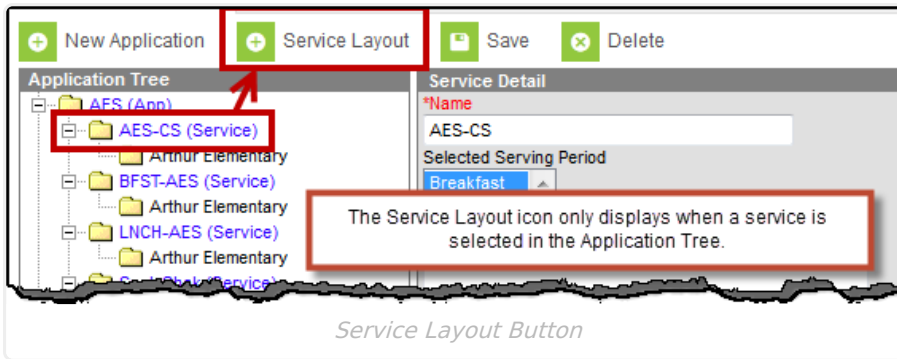 New Application Service Layout Save Delete
Application Tree
AES (App)
AES-CS (Service)
Arthur Elementary
BFST-AES (Service)
Arthur Elementary
LNCH-AES (Service)
Arthur Elementary
(Service)
Service Detail
*Name
AES-CS
Selected Serving Period
Breakfast
The Service Layout icon only displays when a service is
selected in the Application Tree.
Service Layout Button